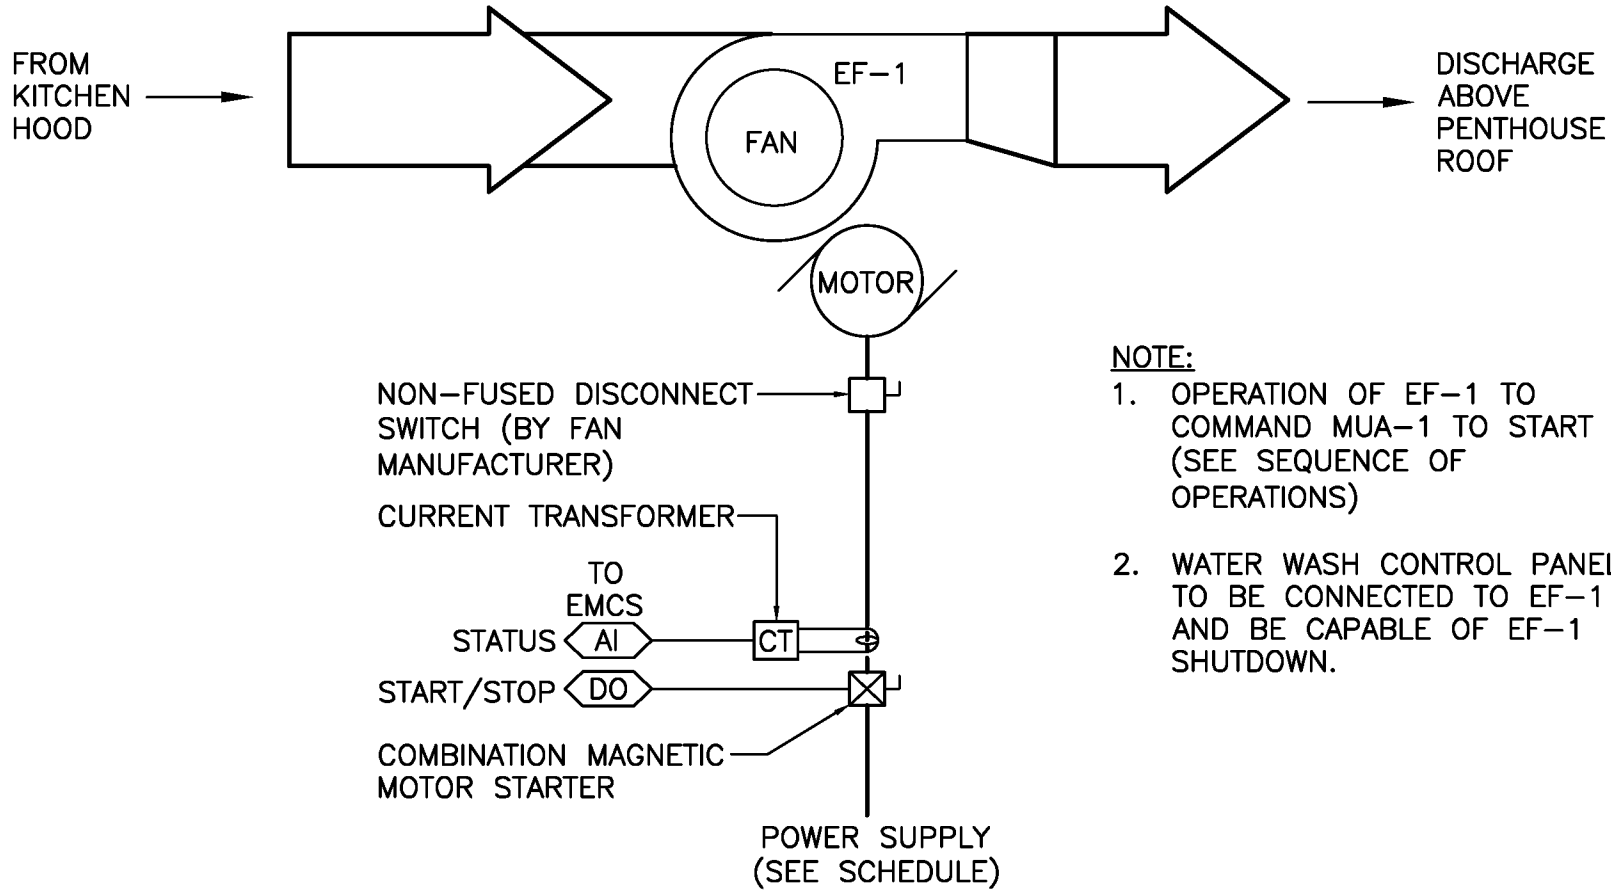 FROM
KITCHEN
HOOD
EF-1
FAN
DISCHARGE
ABOVE
PENTHOUSE
ROOF
MOTOR
NON-FUSED DISCONNECT
SWITCH (BY FAN
MANUFACTURER)
CURRENT TRANSFORMER
TO
EMCS
STATUS AI CT
START/STOP DO
COMBINATION MAGNETIC
MOTOR STARTER
POWER SUPPLY
(SEE SCHEDULE)
NOTE:
1. OPERATION OF EF-1 TO
COMMAND MUA-1 TO START
(SEE SEQUENCE OF
OPERATIONS)
2. WATER WASH CONTROL PANEL
TO BE CONNECTED TO EF-1
AND BE CAPABLE OF EF-1
SHUTDOWN.